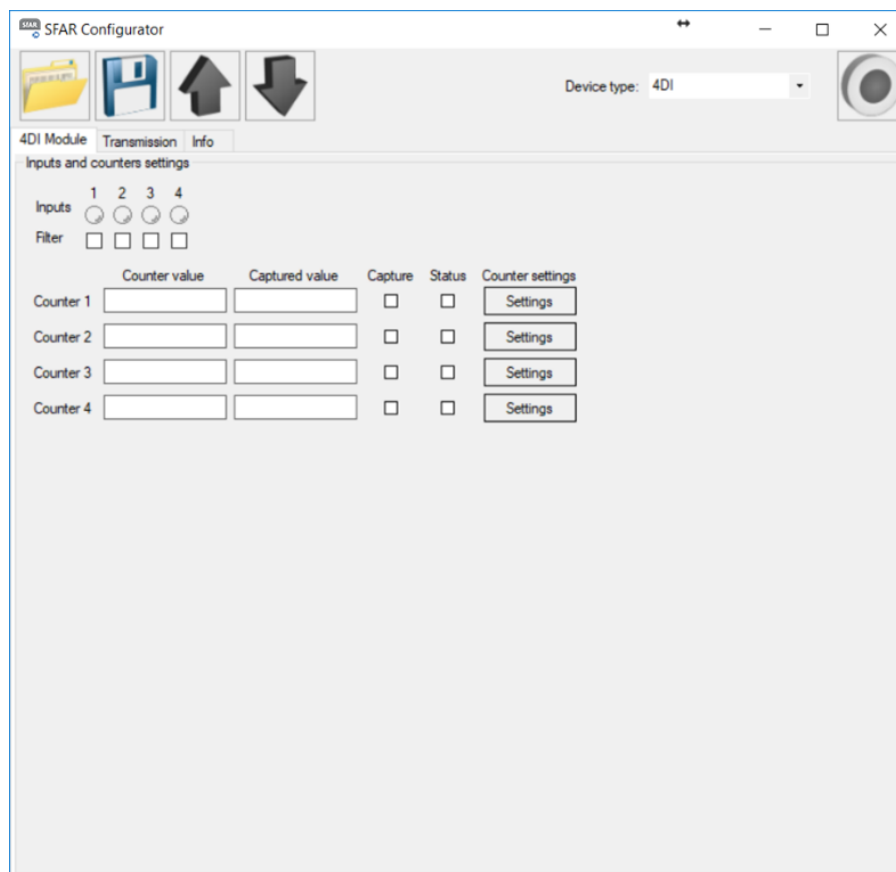 SFAR SFAR Configurator
Device type: 4DI
4DI Module Transmission Info
Inputs and counters settings
1 2 3 4
Inputs
Filter
Counter value Captured value Capture Status Counter settings
Counter 1 Settings
Counter 2 Settings
Counter 3 Settings
Counter 4 Settings